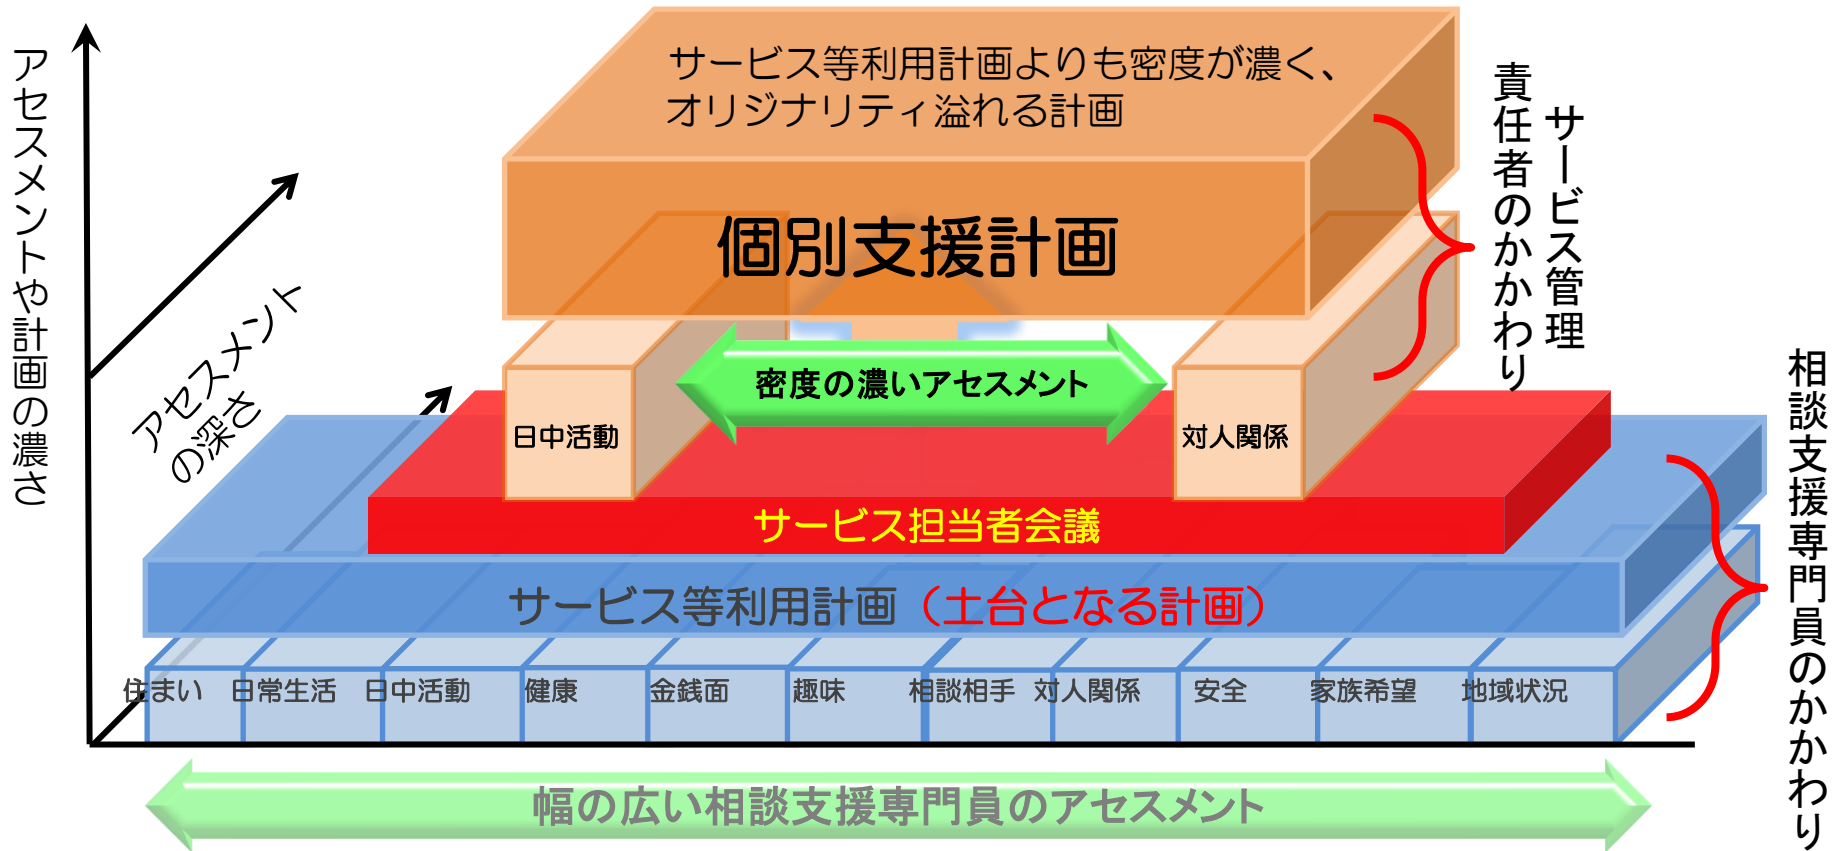 アセスメントや計画の濃さ
アセスメント
の深さ
サービス等利用計画よりも密度が濃く、
オリジナリティ溢れる計画
個別支援計画
密度の濃いアセスメント
日中活動
対人関係
サービス担当者会議
サービス等利用計画（土台となる計画）
住まい
日常生活
日中活動
健康
金銭面
趣味
相談相手
対人関係
安全
家族希望
地域状況
幅の広い相談支援専門員のアセスメント
サービス管理
責任者のかかわり
相談支援専門員のかかわり